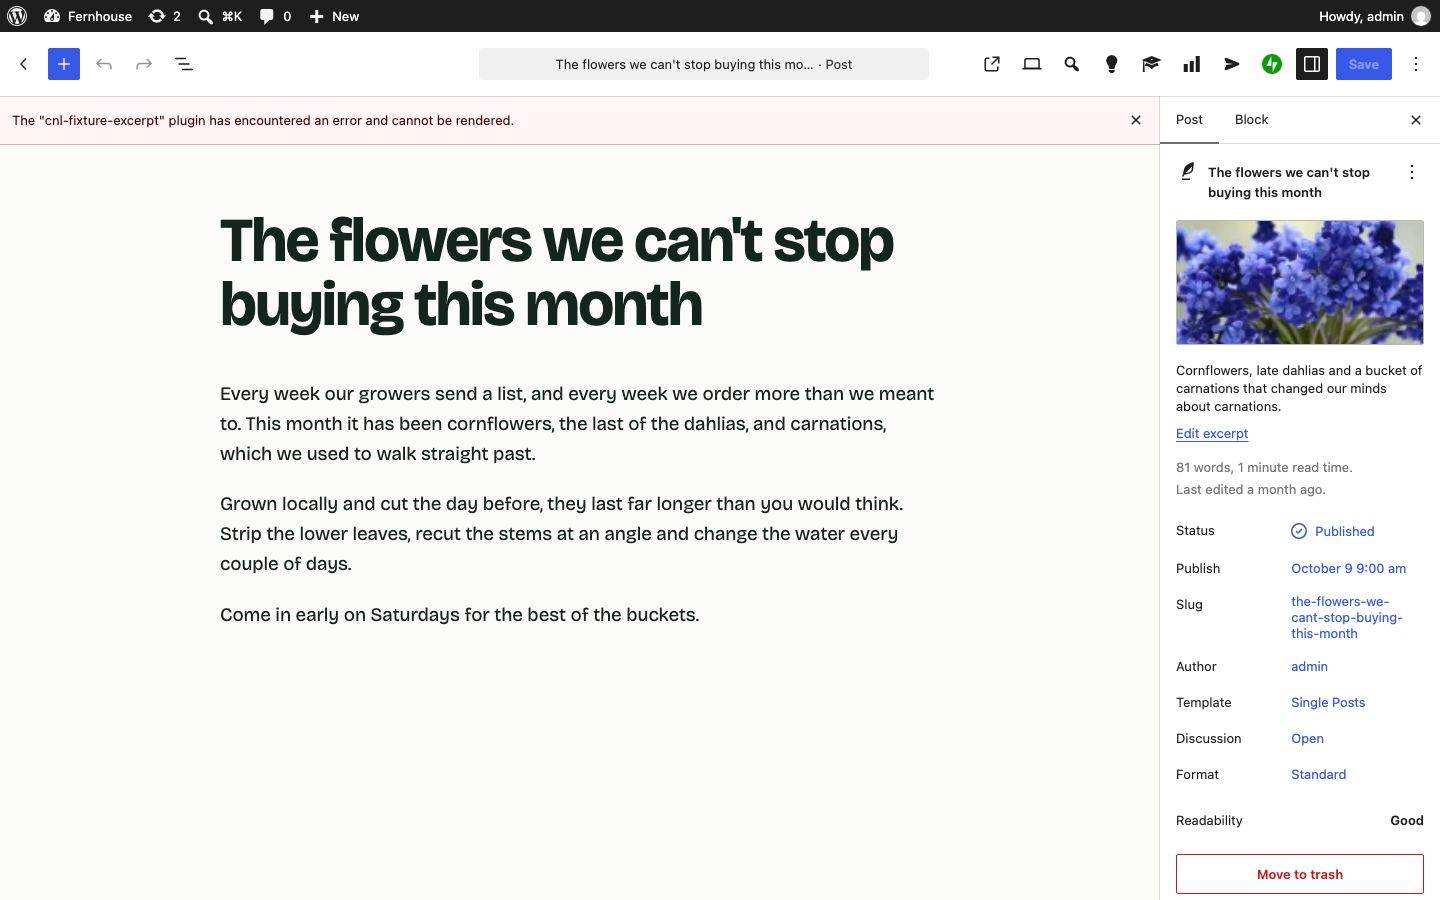 Fernhouse 2 ⌘K 0 New Howdy, admin
The flowers we can't stop buying this mo... · Post
Save
The "cnl-fixture-excerpt" plugin has encountered an error and cannot be rendered.
The flowers we can't stop
buying this month
Every week our growers send a list, and every week we order more than we meant
to. This month it has been cornflowers, the last of the dahlias, and carnations,
which we used to walk straight past.
Grown locally and cut the day before, they last far longer than you would think.
Strip the lower leaves, recut the stems at an angle and change the water every
couple of days.
Come in early on Saturdays for the best of the buckets.
Post Block
The flowers we can't stop
buying this month
Cornflowers, late dahlias and a bucket of
carnations that changed our minds
about carnations.
Edit excerpt
81 words, 1 minute read time.
Last edited a month ago.
Status Published
Publish October 9 9:00 am
Slug the-flowers-we-
cant-stop-buying-
this-month
Author admin
Template Single Posts
Discussion Open
Format Standard
Readability Good
Move to trash